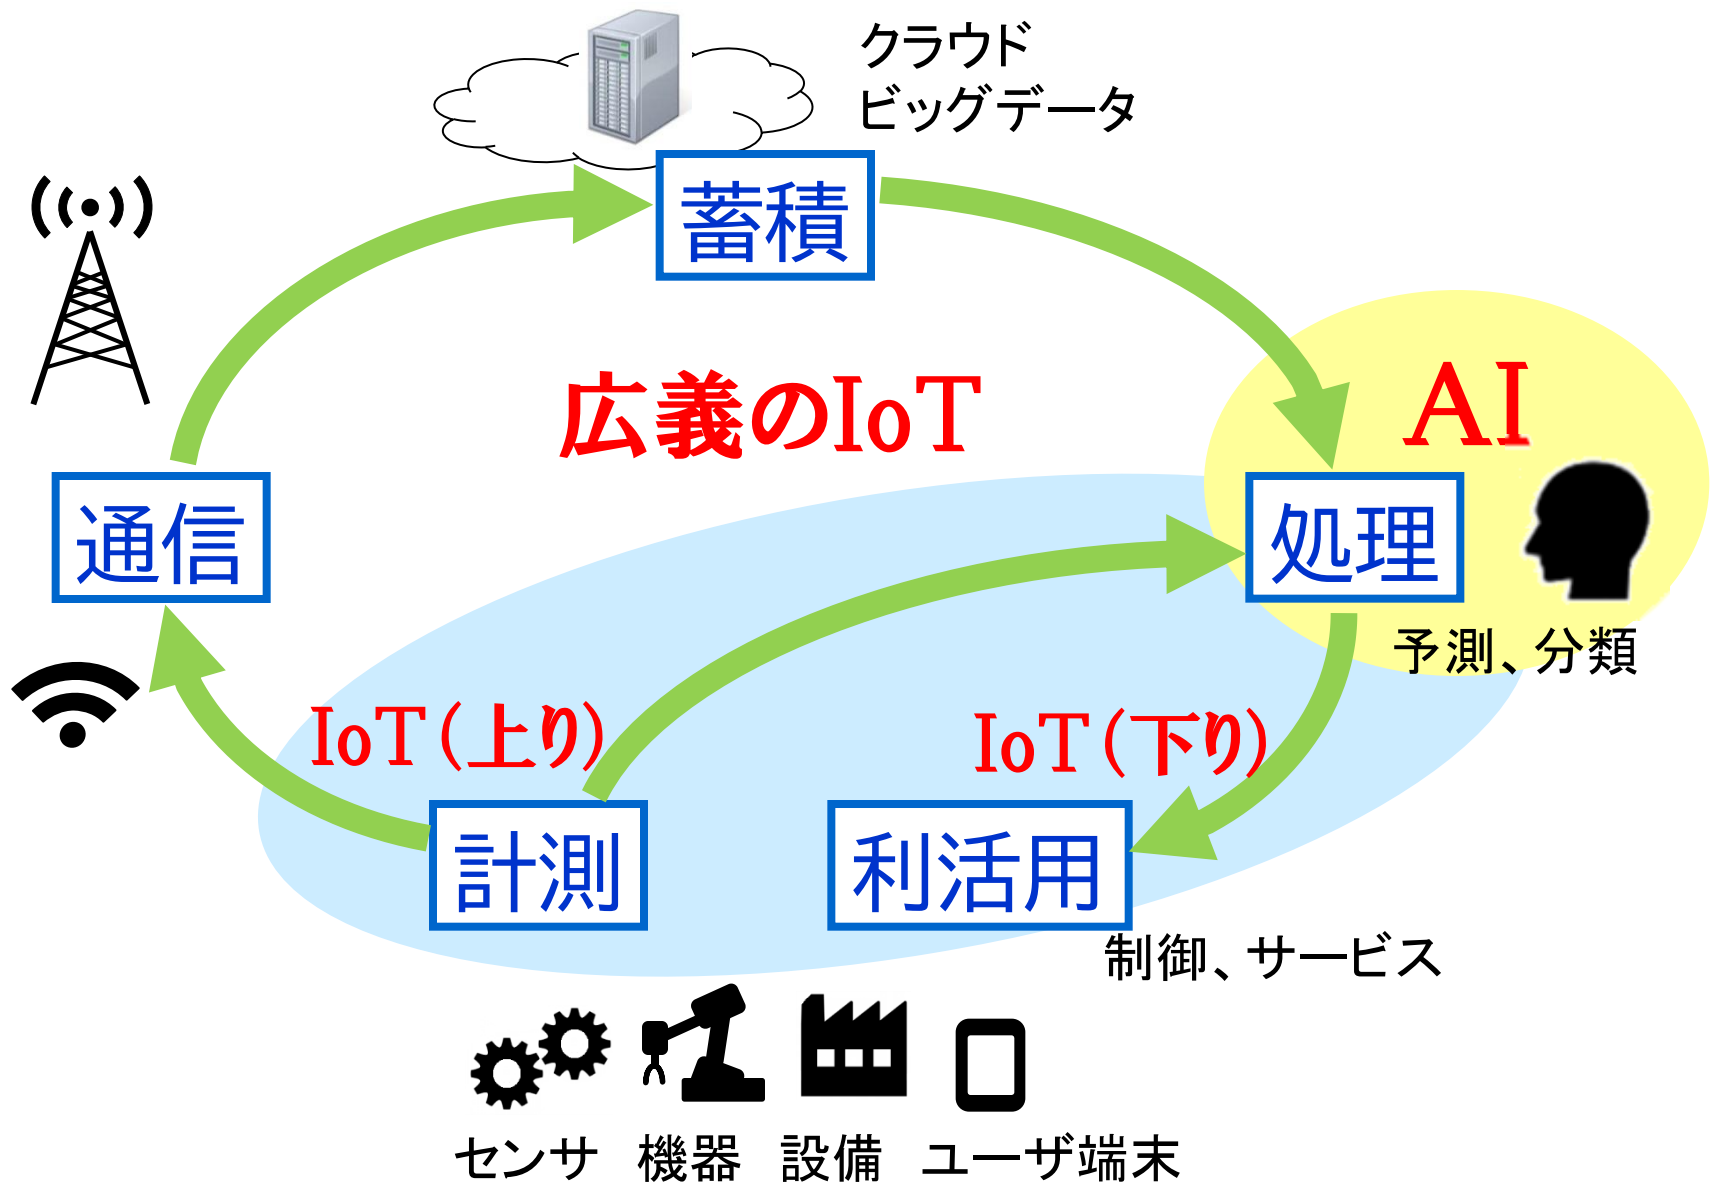 クラウド
ビッグデータ
蓄積
広義のIoT
AI
通信
処理
予測、分類
IoT(上り)
IoT(下り)
計測
利活用
制御、サービス
センサ 機器 設備 ユーザ端末